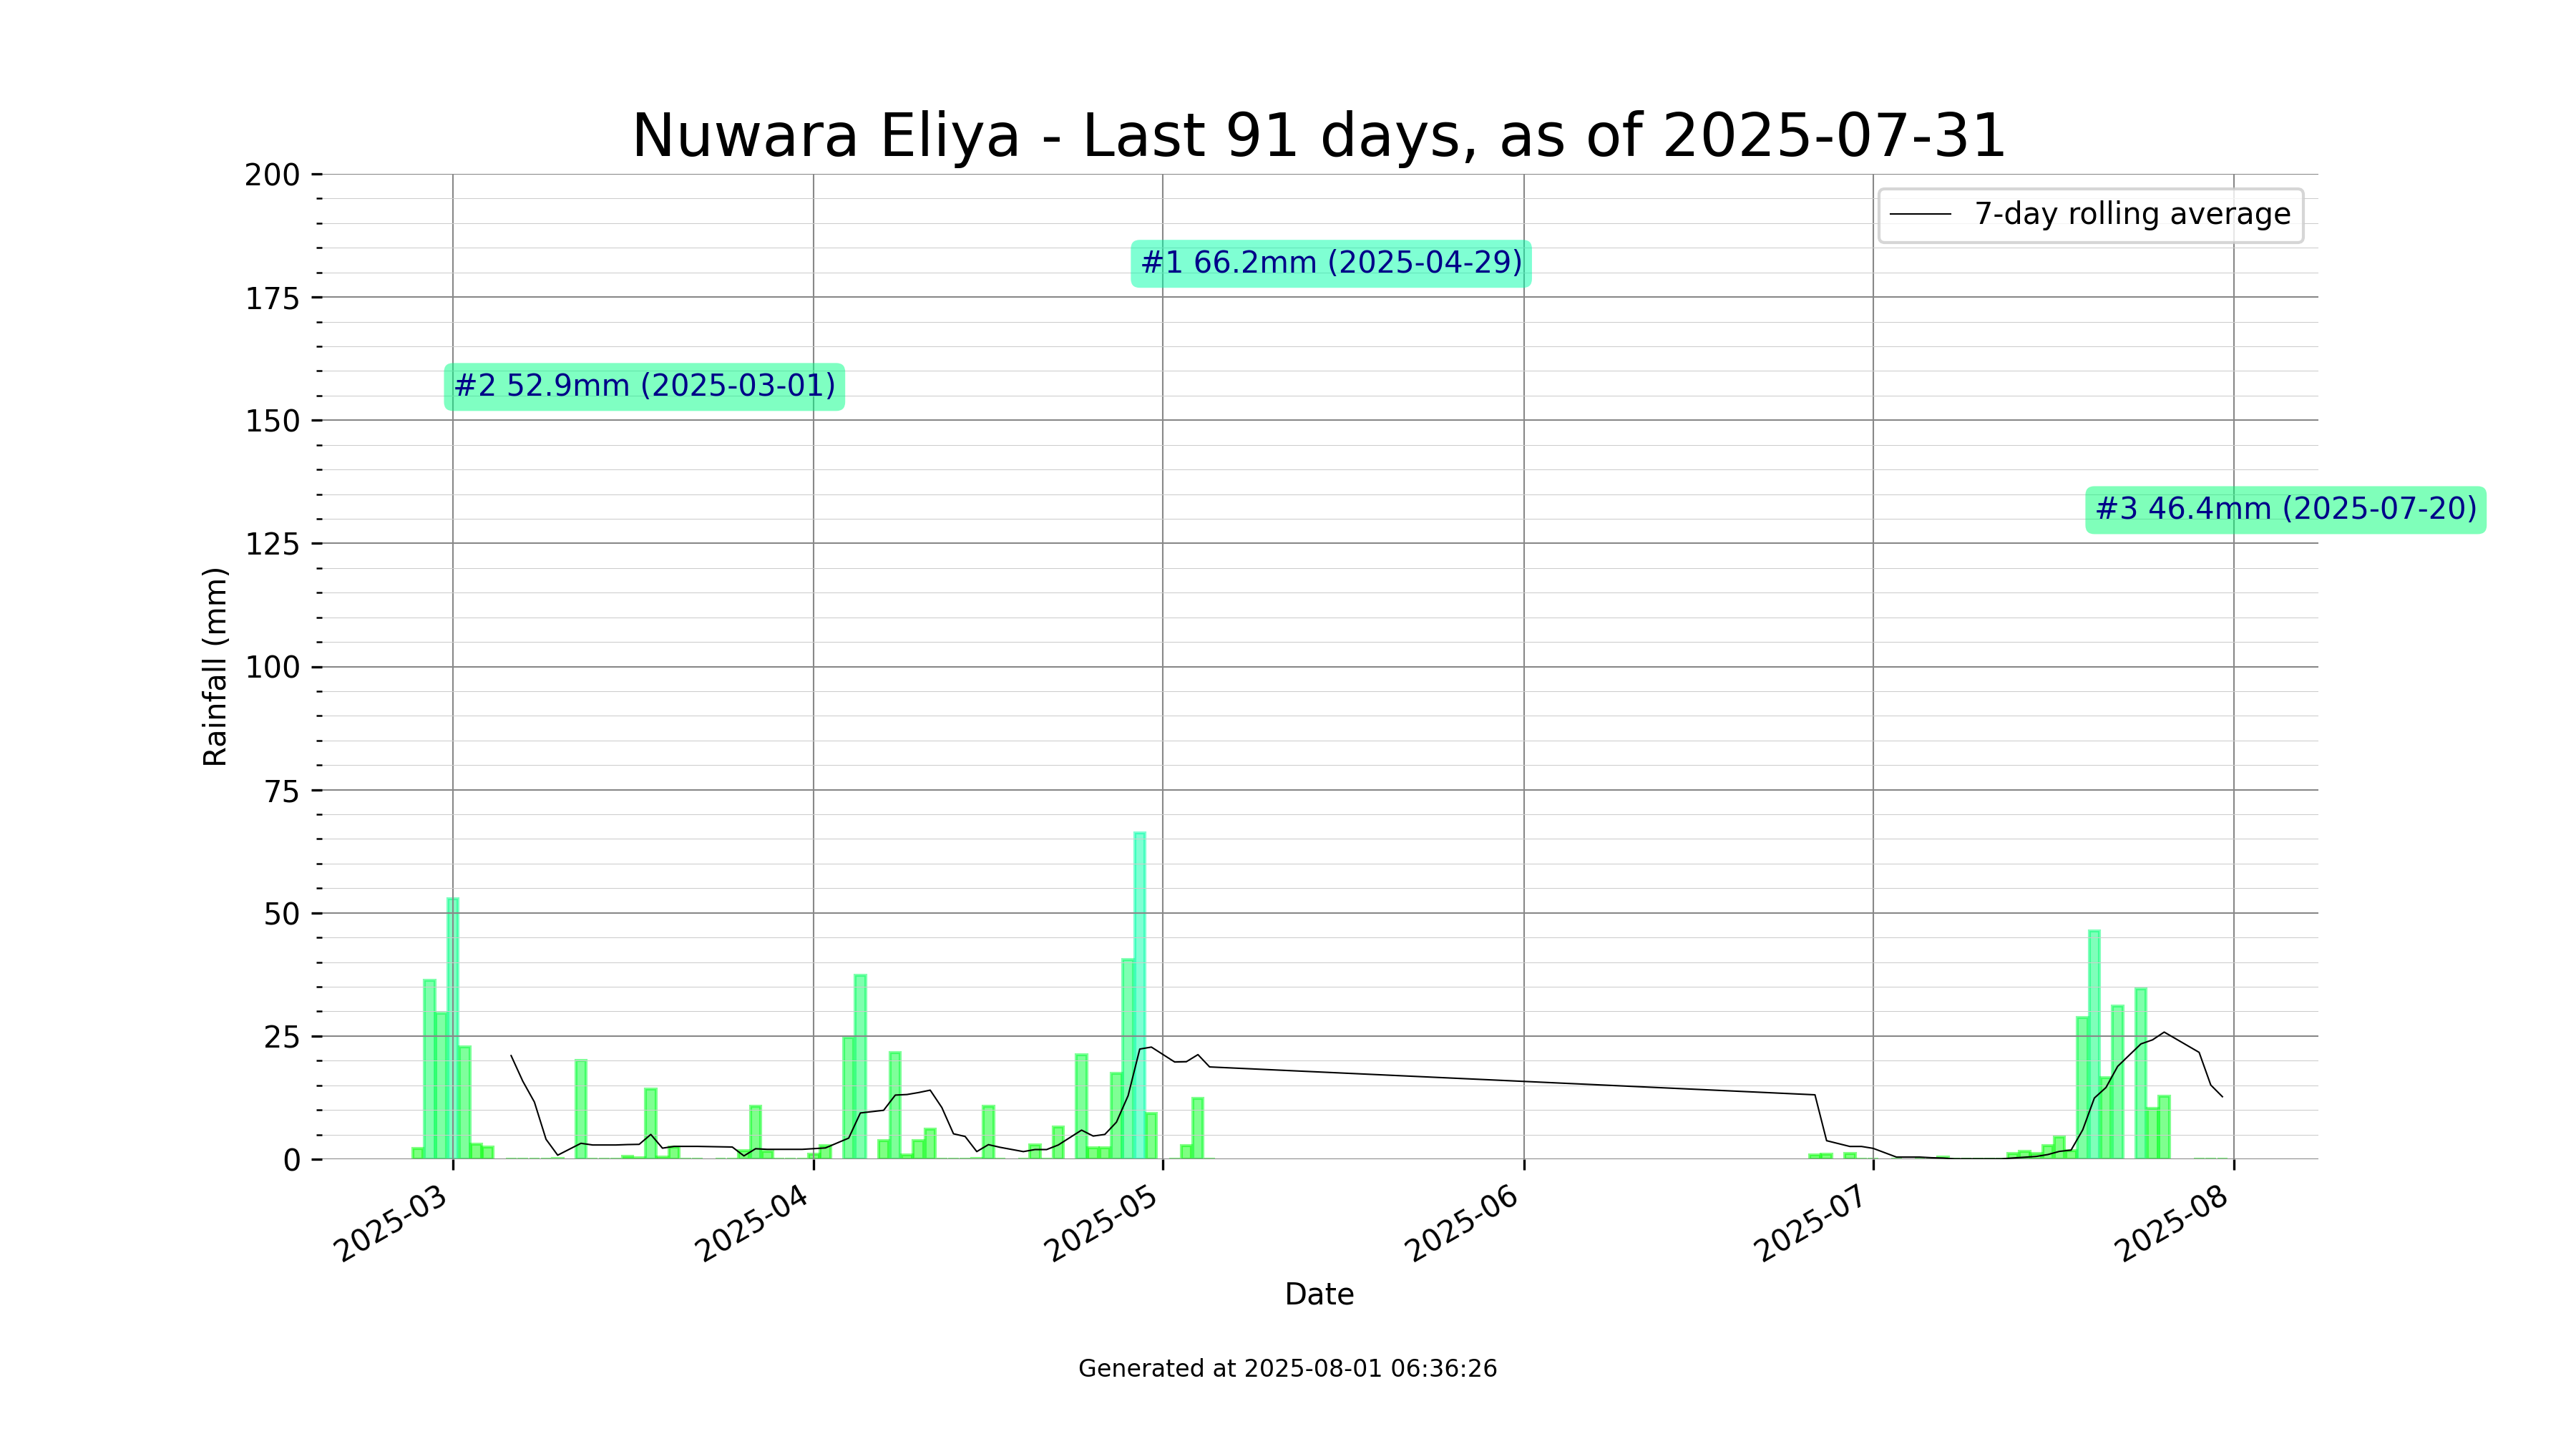 Nuwara Eliya - Last 91 days, as of 2025-07-31
200
175
150
125
100
75
50
25
0
Rainfall (mm)
7-day rolling average
#1 66.2mm (2025-04-29)
#2 52.9mm (2025-03-01)
#3 46.4mm (2025-07-20)
2025-03
2025-04
2025-05
2025-06
2025-07
2025-08
Date
Generated at 2025-08-01 06:36:26